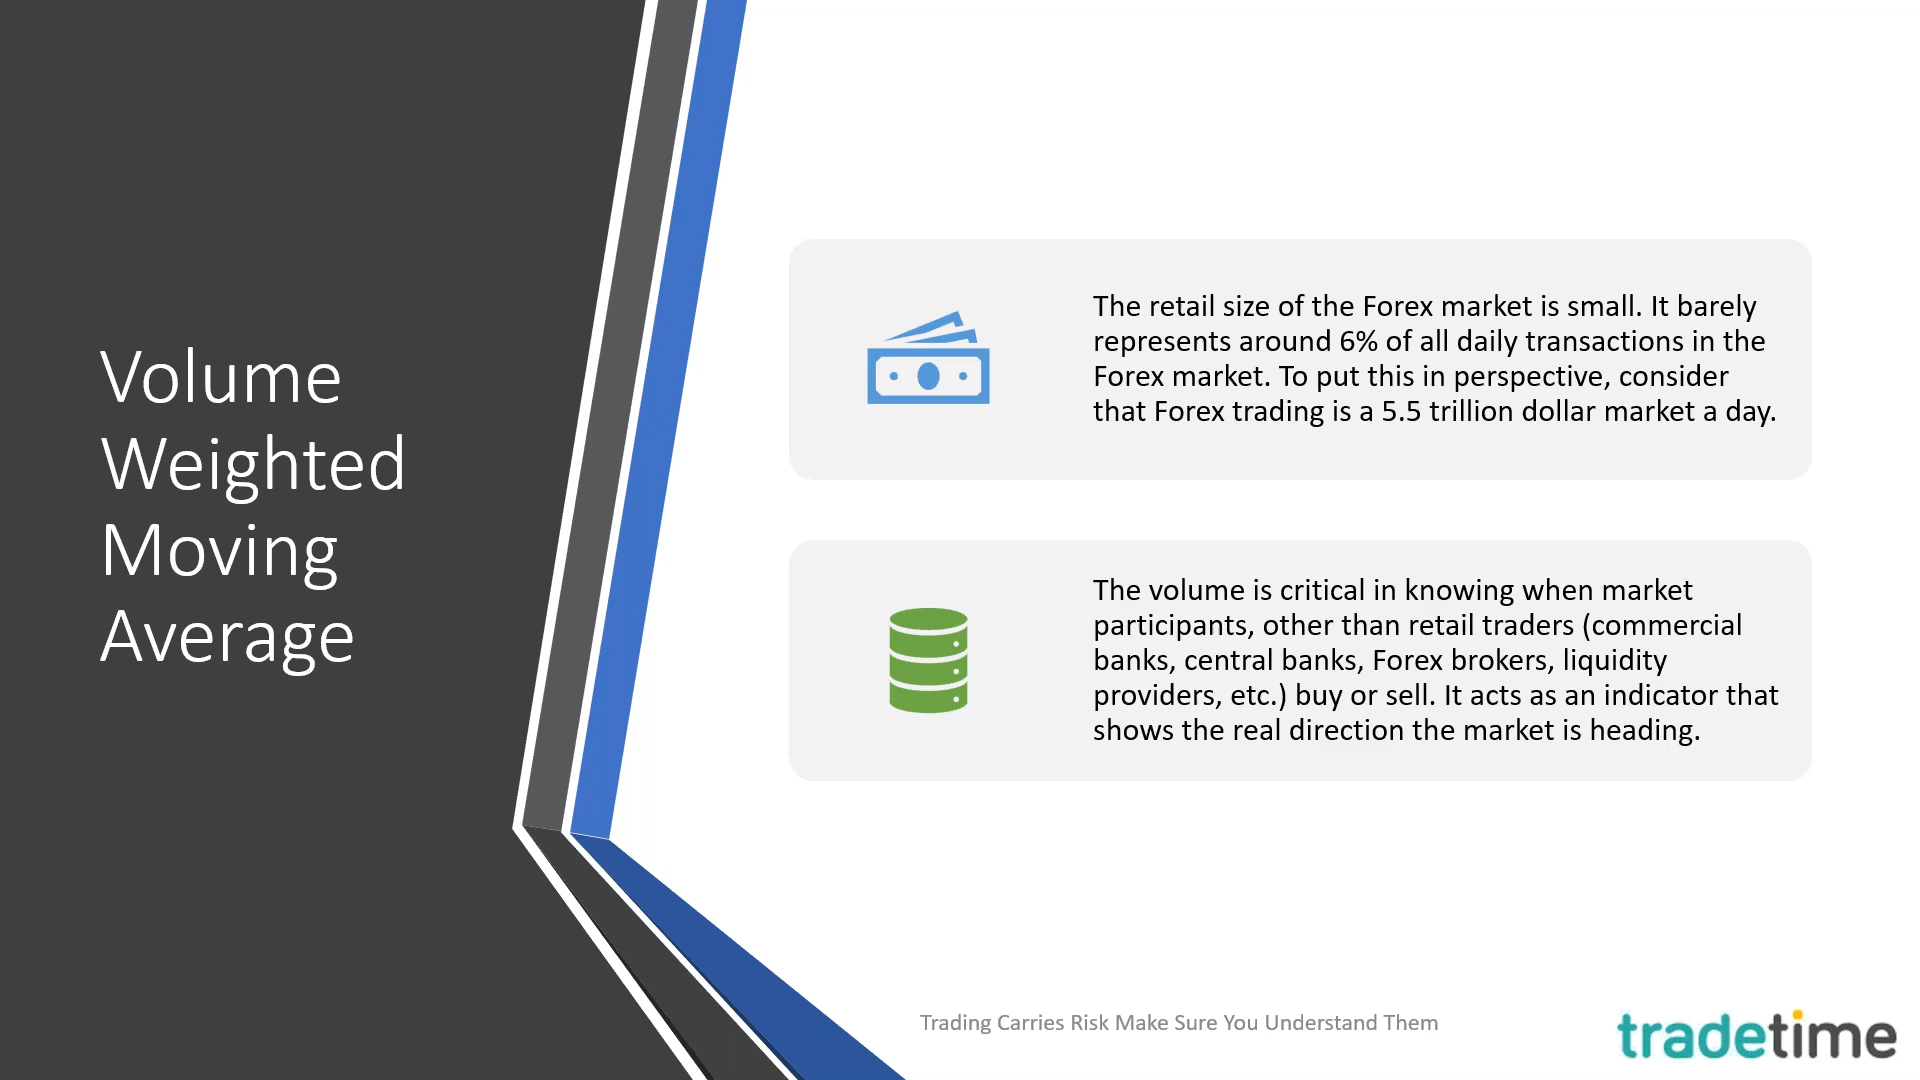 Volume
Weighted
Moving
Average
The retail size of the Forex market is small. It barely
represents around 6% of all daily transactions in the
Forex market. To put this in perspective, consider
that Forex trading is a 5.5 trillion dollar market a day.
The volume is critical in knowing when market
participants, other than retail traders (commercial
banks, central banks, Forex brokers, liquidity
providers, etc.) buy or sell. It acts as an indicator that
shows the real direction the market is heading.
Trading Carries Risk Make Sure You Understand Them
tradetime